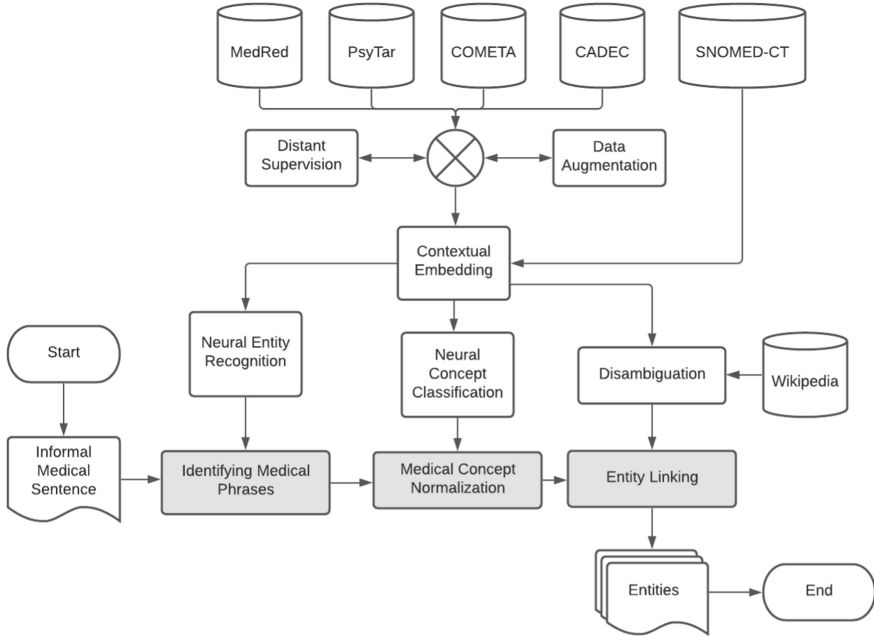 MedRed
PsyTar
COMETA
CADEC
SNOMED-CT
Distant
Supervision
Data
Augmentation
Contextual
Embedding
Neural Entity
Recognition
Start
Neural
Concept
Classification
Disambiguation
Wikipedia
Informal
Medical
Sentence
Identifying Medical
Phrases
Medical Concept
Normalization
Entity Linking
Entities
End